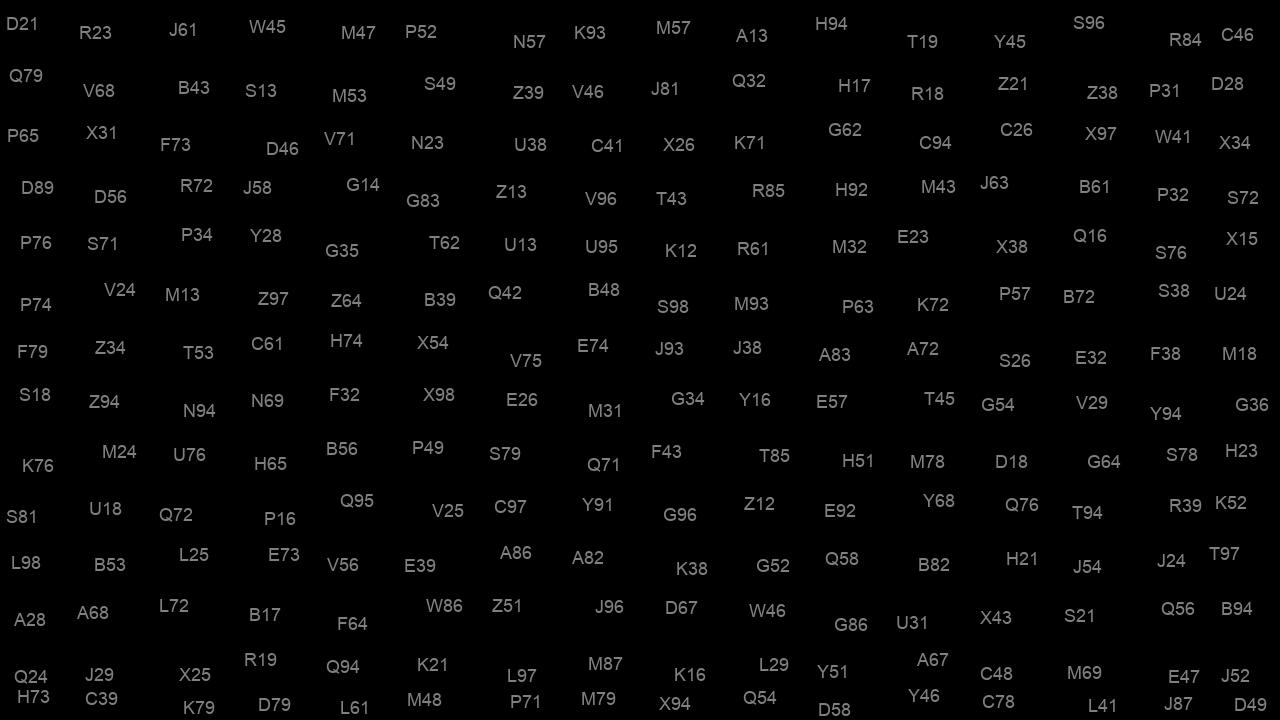 D21 R23 J61 W45 M47 P52 N57 K93 M57 A13 H94 T19 Y45 S96 R84 C46
Q79 V68 B43 S13 M53 S49 Z39 V46 J81 Q32 H17 R18 Z21 Z38 P31 D28
P65 X31 F73 D46 V71 N23 U38 C41 X26 K71 G62 C94 C26 X97 W41 X34
D89 D56 R72 J58 G14 G83 Z13 V96 T43 R85 H92 M43 J63 B61 P32 S72
P76 S71 P34 Y28 G35 T62 U13 U95 K12 R61 M32 E23 X38 Q16 S76 X15
P74 V24 M13 Z97 Z64 B39 Q42 B48 S98 M93 P63 K72 P57 B72 S38 U24
F79 Z34 T53 C61 H74 X54 V75 E74 J93 J38 A83 A72 S26 E32 F38 M18
S18 Z94 N94 N69 F32 X98 E26 M31 G34 Y16 E57 T45 G54 V29 Y94 G36
K76 M24 U76 H65 B56 P49 S79 Q71 F43 T85 H51 M78 D18 G64 S78 H23
S81 U18 Q72 P16 Q95 V25 C97 Y91 G96 Z12 E92 Y68 Q76 T94 R39 K52
L98 B53 L25 E73 V56 E39 A86 A82 K38 G52 Q58 B82 H21 J54 J24 T97
A28 A68 L72 B17 F64 W86 Z51 J96 D67 W46 G86 U31 X43 S21 Q56 B94
Q24 J29 X25 R19 Q94 K21 L97 M87 K16 L29 Y51 A67 C48 M69 E47 J52
H73 C39 K79 D79 L61 M48 P71 M79 X94 Q54 D58 Y46 C78 L41 J87 D49